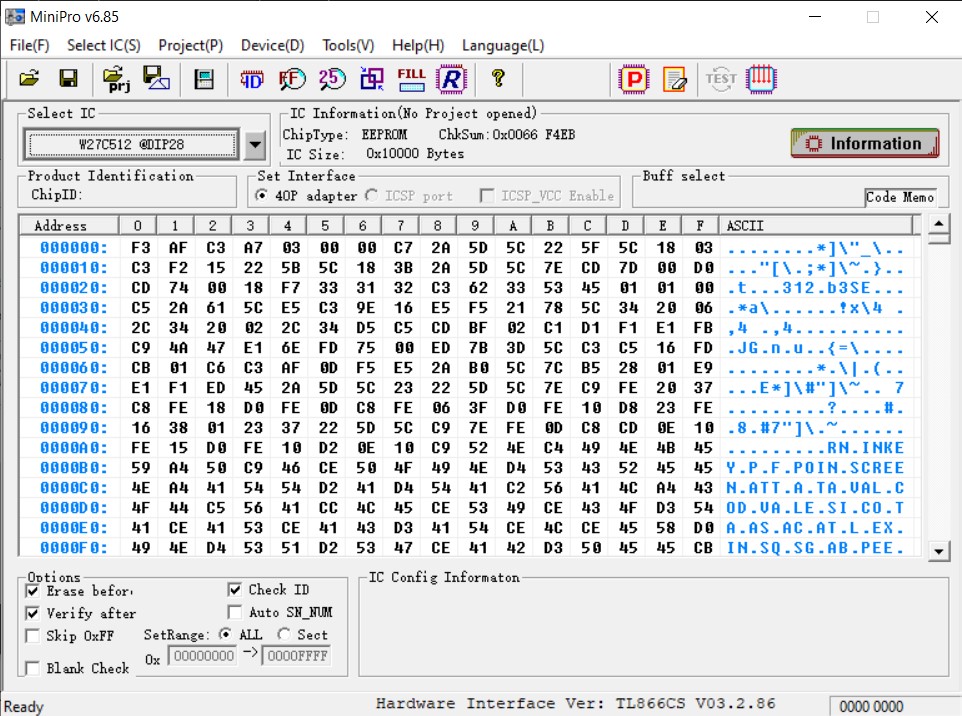 MiniPro v6.85
File(F) Select IC(S) Project(P) Device(D) Tools(V) Help(H) Language(L)
prj 4D FF 25 FILL R ? P TEST
Select IC
W27C512 @DIP28
IC Information(No Project opened)
ChipType: EEPROM ChkSum:0x0066 F4EB
IC Size: 0x10000 Bytes
Information
Product Identification
ChipID:
Set Interface
40P adapter ICSP port ICSP_VCC Enable
Buff select
Code Memo
Address 0 1 2 3 4 5 6 7 8 9 A B C D E F ASCII
000000: F3 AF C3 A7 03 00 00 C7 2A 5D 5C 22 5F 5C 18 03 ........*]\"_\..
000010: C3 F2 15 22 5B 5C 18 3B 2A 5D 5C 7E CD 7D 00 D0 ..."[\.;*]\~.}..
000020: CD 74 00 18 F7 33 31 32 C3 62 33 53 45 01 01 00 .t...312.b3SE...
000030: C5 2A 61 5C E5 C3 9E 16 E5 F5 21 78 5C 34 20 06 .*a\......!x\4 .
000040: 2C 34 20 02 2C 34 D5 C5 CD BF 02 C1 D1 F1 E1 FB ,4 .,4..........
000050: C9 4A 47 E1 6E FD 75 00 ED 7B 3D 5C C3 C5 16 FD .JG.n.u..{=\....
000060: CB 01 C6 C3 AF 0D F5 E5 2A B0 5C 7C B5 28 01 E9 ........*.\|.(..
000070: E1 F1 ED 45 2A 5D 5C 23 22 5D 5C 7E C9 FE 20 37 ...E*]\#"]\~.. 7
000080: C8 FE 18 D0 FE 0D C8 FE 06 3F D0 FE 10 D8 23 FE .........?....#.
000090: 16 38 01 23 37 22 5D 5C C9 7E FE 0D C8 CD 0E 10 .8.#7"]\.~......
0000A0: FE 15 D0 FE 10 D2 0E 10 C9 52 4E C4 49 4E 4B 45 .........RN.INKE
0000B0: 59 A4 50 C9 46 CE 50 4F 49 4E D4 53 43 52 45 45 Y.P.F.POIN.SCREE
0000C0: 4E A4 41 54 54 D2 41 D4 54 41 C2 56 41 4C A4 43 N.ATT.A.TA.VAL.C
0000D0: 4F 44 C5 56 41 CC 4C 45 CE 53 49 CE 43 4F D3 54 OD.VA.LE.SI.CO.T
0000E0: 41 CE 41 53 CE 41 43 D3 41 54 CE 4C CE 45 58 D0 A.AS.AC.AT.L.EX.
0000F0: 49 4E D4 53 51 D2 53 47 CE 41 42 D3 50 45 45 CB IN.SQ.SG.AB.PEE.
Options
Erase befor
Check ID
Verify after
Auto SN_NUM
Skip 0xFF
SetRange: ALL Sect
Blank Check
0x 00000000 -> 0000FFFF
IC Config Informaton
Ready
Hardware Interface Ver: TL866CS V03.2.86
0000 0000